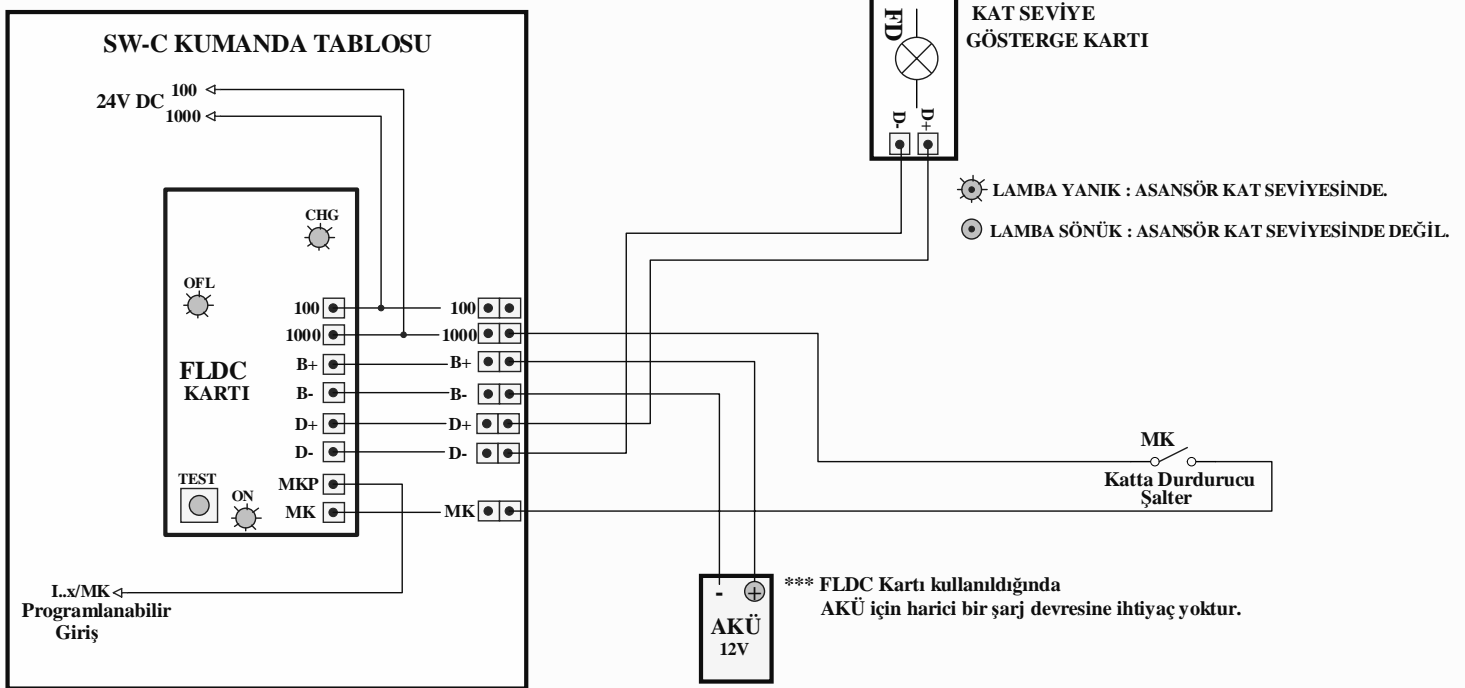 SW-C KUMANDA TABLOSU
24V DC
100
1000
CHG
OFL
FLDC
KARTI
100
1000
B+
B-
D+
D-
MKP
MK
TEST
ON
100
1000
B+
B-
D+
D-
MK
I..x/MK
Programlanabilir
Giriş
FD
D-
D+
KAT SEVİYE
GÖSTERGE KARTI
LAMBA YANIK : ASANSÖR KAT SEVİYESİNDE.
LAMBA SÖNÜK : ASANSÖR KAT SEVİYESİNDE DEĞİL.
MK
Katta Durdurucu
Şalter
- +
AKÜ
12V
*** FLDC Kartı kullanıldığında
AKÜ için harici bir şarj devresine ihtiyaç yoktur.